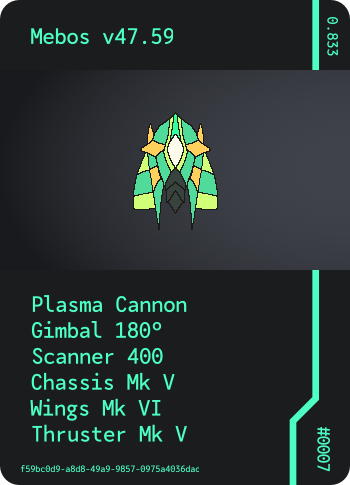 Mebos v47.59
0.833
Plasma Cannon
Gimbal 180°
Scanner 400
Chassis Mk V
Wings Mk VI
Thruster Mk V
#0007
f59bc0d9-a8d8-49a9-9857-0975a4036dac